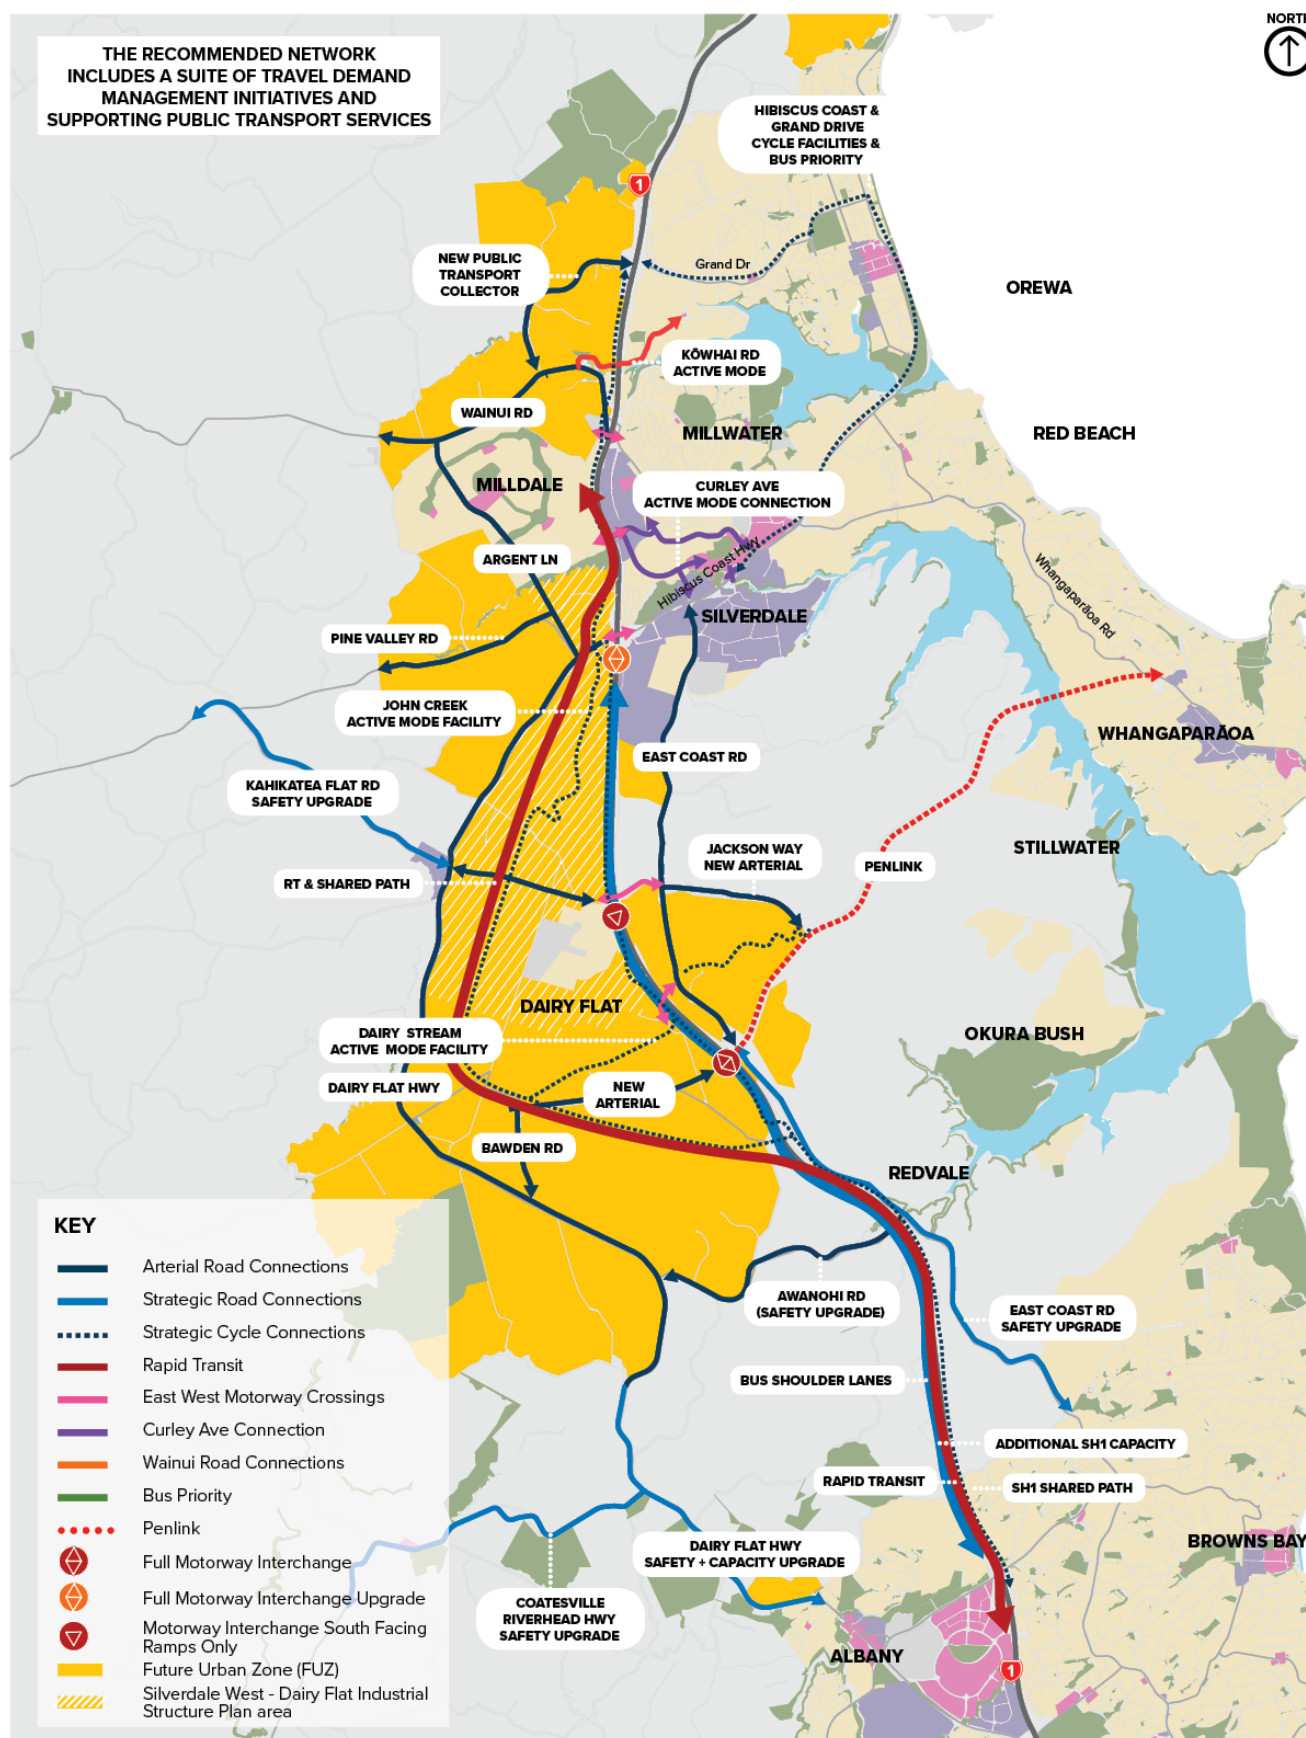 THE RECOMMENDED NETWORK
INCLUDES A SUITE OF TRAVEL DEMAND
MANAGEMENT INITIATIVES AND
SUPPORTING PUBLIC TRANSPORT SERVICES
NORTH
HIBISCUS COAST &
GRAND DRIVE
CYCLE FACILITIES &
BUS PRIORITY
1
NEW PUBLIC
TRANSPORT
COLLECTOR
Grand Dr
OREWA
KŌWHAI RD
ACTIVE MODE
WAINUI RD
MILLWATER
RED BEACH
MILLDALE
CURLEY AVE
ACTIVE MODE CONNECTION
ARGENT LN
Hibiscus Coast Hwy
Whangaparāoa Rd
SILVERDALE
PINE VALLEY RD
JOHN CREEK
ACTIVE MODE FACILITY
WHANGAPARĀOA
EAST COAST RD
KAHIKATEA FLAT RD
SAFETY UPGRADE
JACKSON WAY
NEW ARTERIAL
PENLINK
STILLWATER
RT & SHARED PATH
DAIRY FLAT
DAIRY STREAM
ACTIVE MODE FACILITY
OKURA BUSH
DAIRY FLAT HWY
NEW
ARTERIAL
BAWDEN RD
REDVALE
AWANOHI RD
(SAFETY UPGRADE)
EAST COAST RD
SAFETY UPGRADE
BUS SHOULDER LANES
ADDITIONAL SH1 CAPACITY
RAPID TRANSIT
SH1 SHARED PATH
DAIRY FLAT HWY
SAFETY + CAPACITY UPGRADE
BROWNS BAY
COATESVILLE
RIVERHEAD HWY
SAFETY UPGRADE
ALBANY
1
KEY
Arterial Road Connections
Strategic Road Connections
Strategic Cycle Connections
Rapid Transit
East West Motorway Crossings
Curley Ave Connection
Wainui Road Connections
Bus Priority
Penlink
Full Motorway Interchange
Full Motorway Interchange Upgrade
Motorway Interchange South Facing
Ramps Only
Future Urban Zone (FUZ)
Silverdale West - Dairy Flat Industrial
Structure Plan area